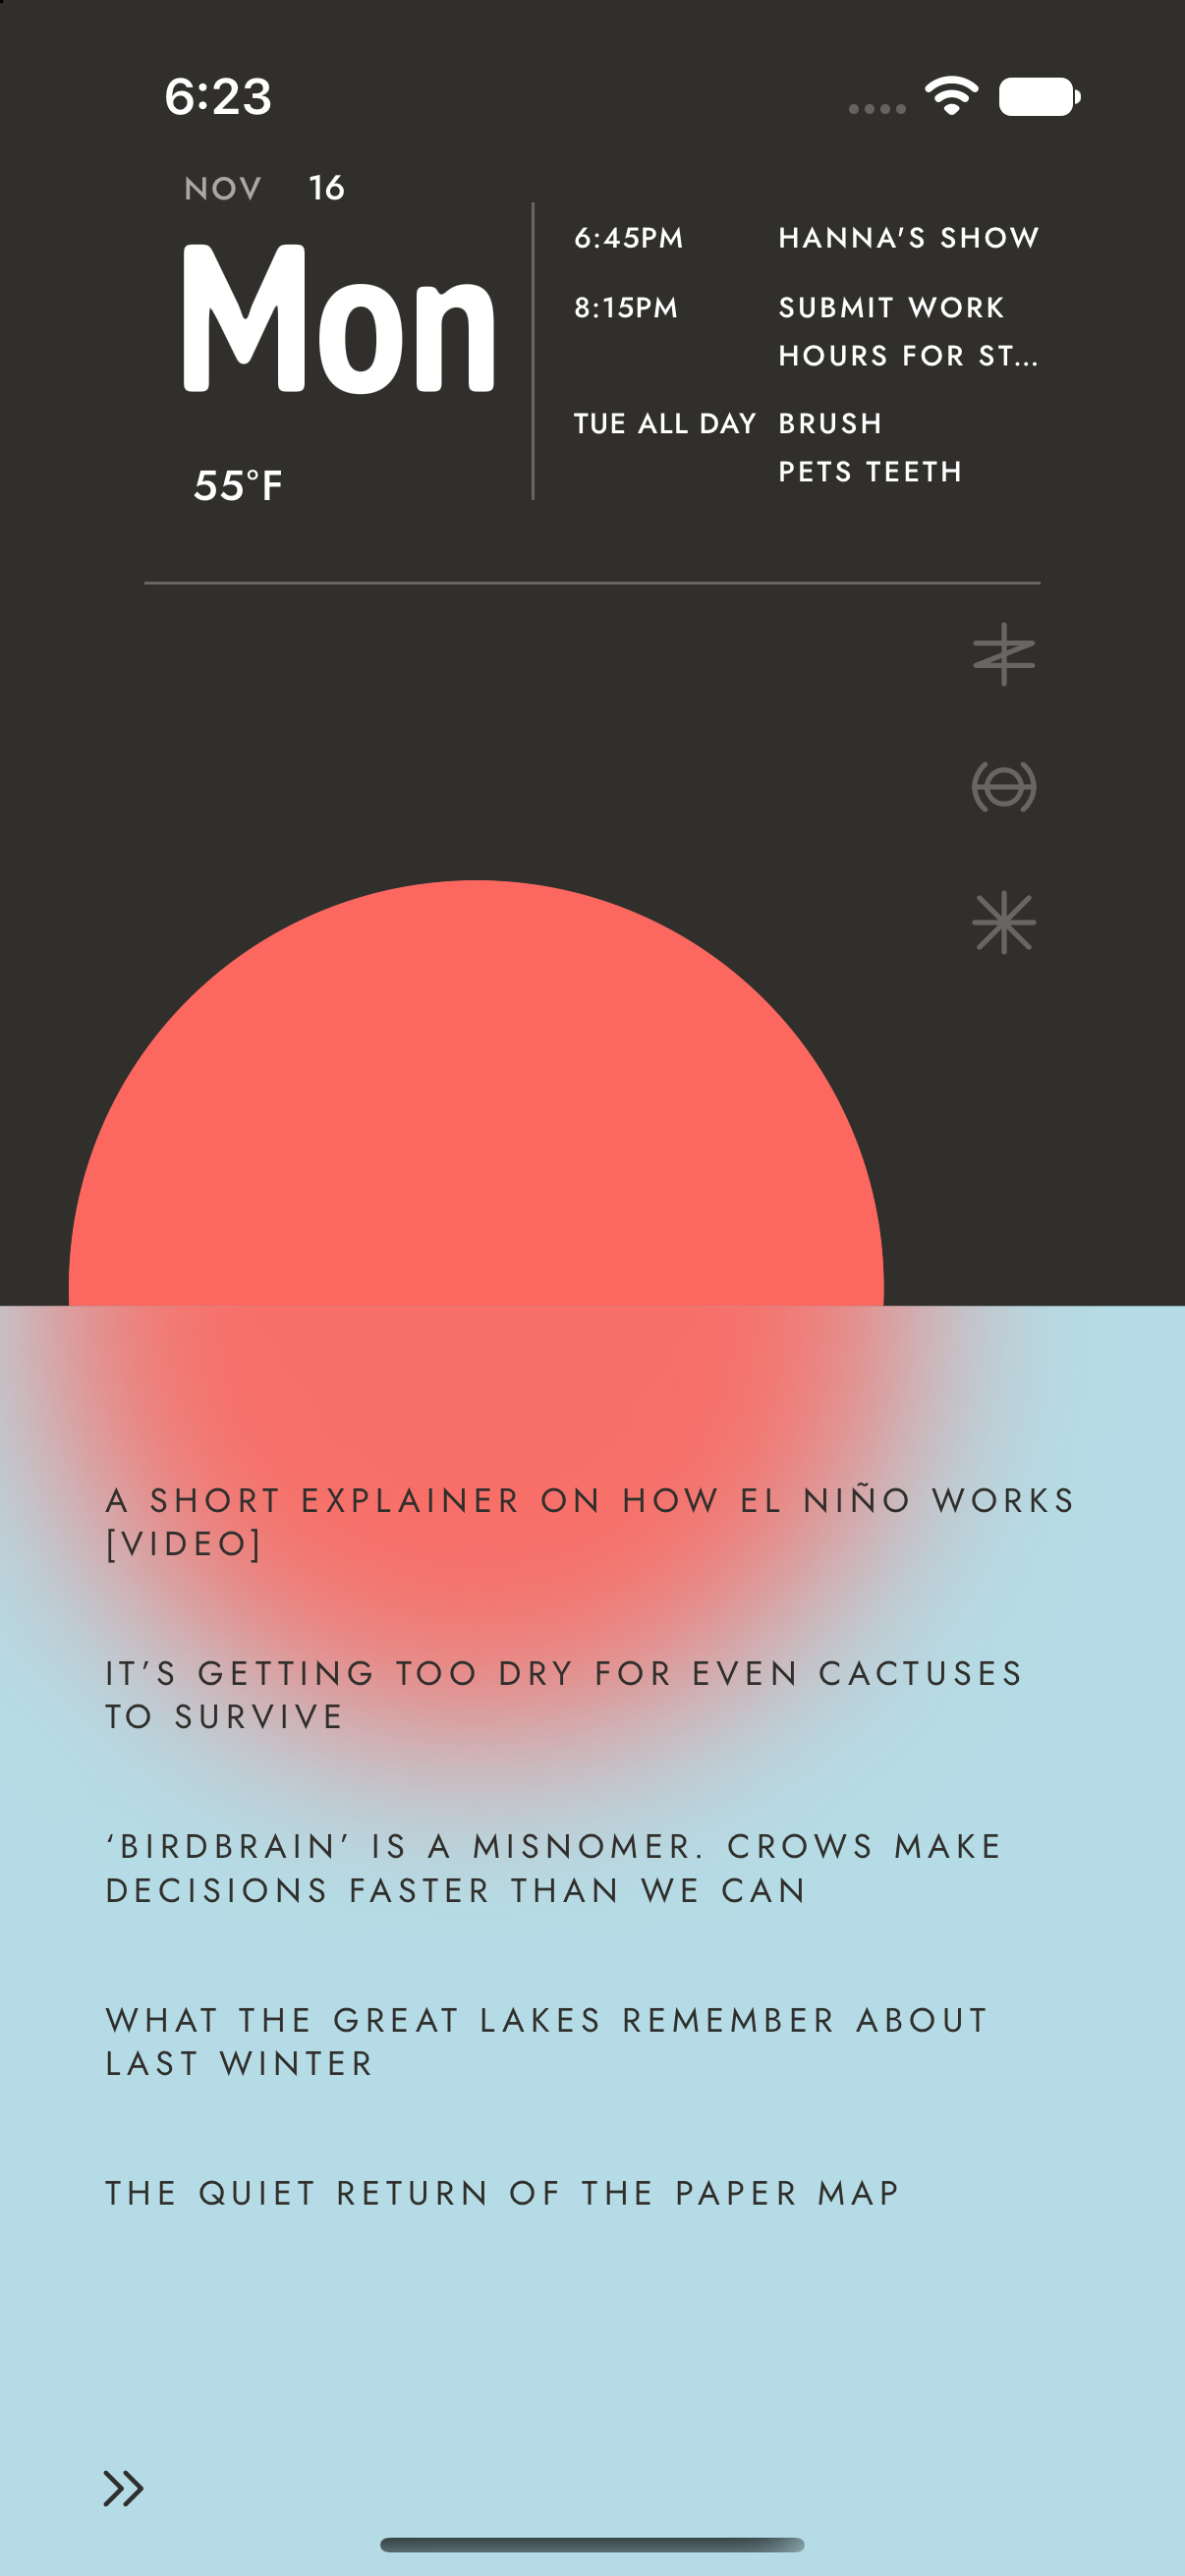 6:23
NOV 16
Mon
55°F
6:45PM HANNA'S SHOW
8:15PM SUBMIT WORK
HOURS FOR ST...
TUE ALL DAY BRUSH
PETS TEETH
A SHORT EXPLAINER ON HOW EL NIÑO WORKS
[VIDEO]
IT’S GETTING TOO DRY FOR EVEN CACTUSES
TO SURVIVE
‘BIRDBRAIN’ IS A MISNOMER. CROWS MAKE
DECISIONS FASTER THAN WE CAN
WHAT THE GREAT LAKES REMEMBER ABOUT
LAST WINTER
THE QUIET RETURN OF THE PAPER MAP